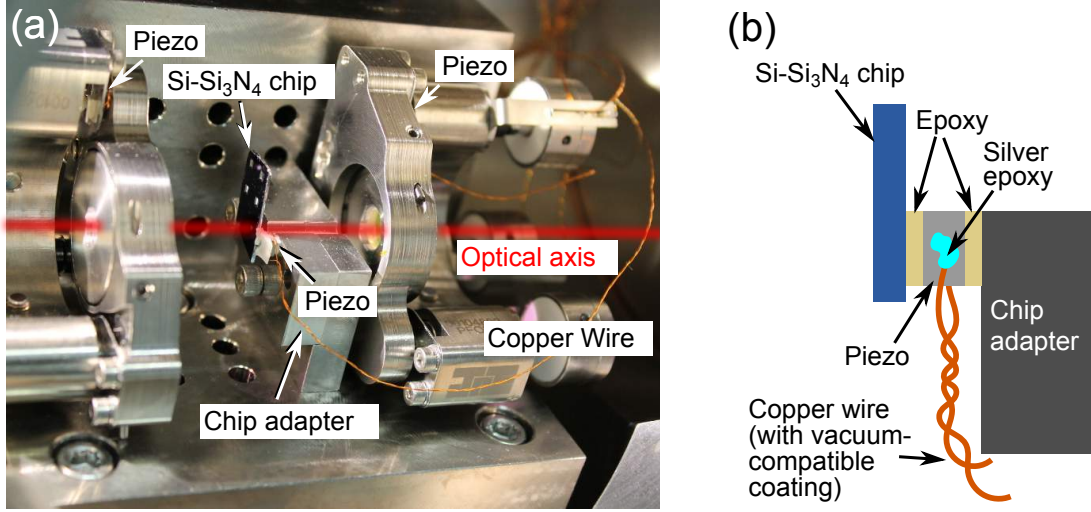 (a)
Piezo
Si-Si₃N₄ chip
Piezo
Optical axis
Piezo
Copper Wire
Chip adapter
(b)
Si-Si₃N₄ chip
Epoxy
Silver
epoxy
Piezo
Chip
adapter
Copper wire
(with vacuum-
compatible
coating)